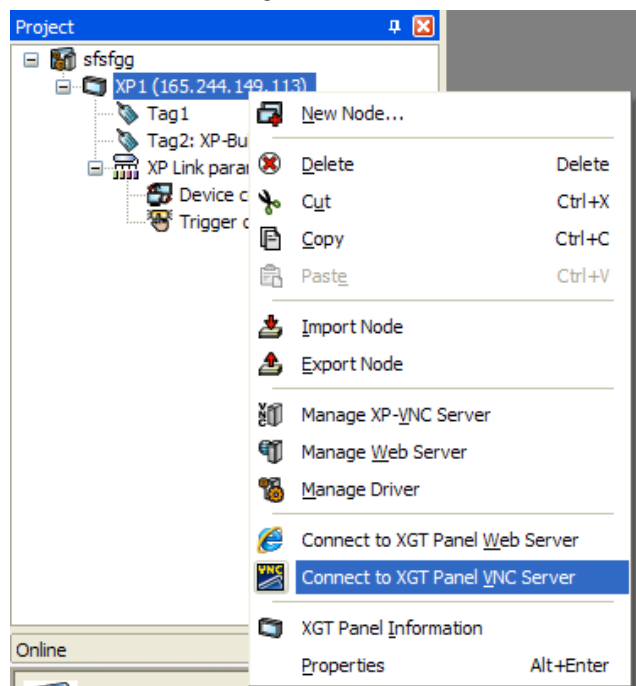 Project
sfsfgg
XP1 (165.244.149.113)
Tag1
Tag2: XP-Bu
XP Link para
Device c
Trigger
New Node...
Delete Delete
Cut Ctrl+X
Copy Ctrl+C
Paste Ctrl+V
Import Node
Export Node
Manage XP-VNC Server
Manage Web Server
Manage Driver
Connect to XGT Panel Web Server
VNC Connect to XGT Panel VNC Server
XGT Panel Information
Properties Alt+Enter
Online